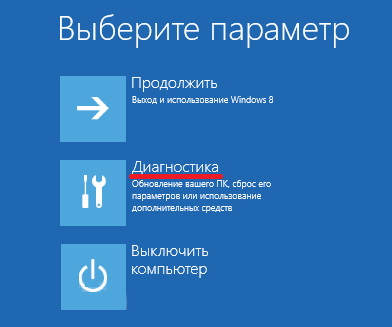 Выберите параметр
Продолжить
Выход и использование Windows 8
Диагностика
Обновление вашего ПК, сброс его
параметров или использование
дополнительных средств
Выключить
компьютер